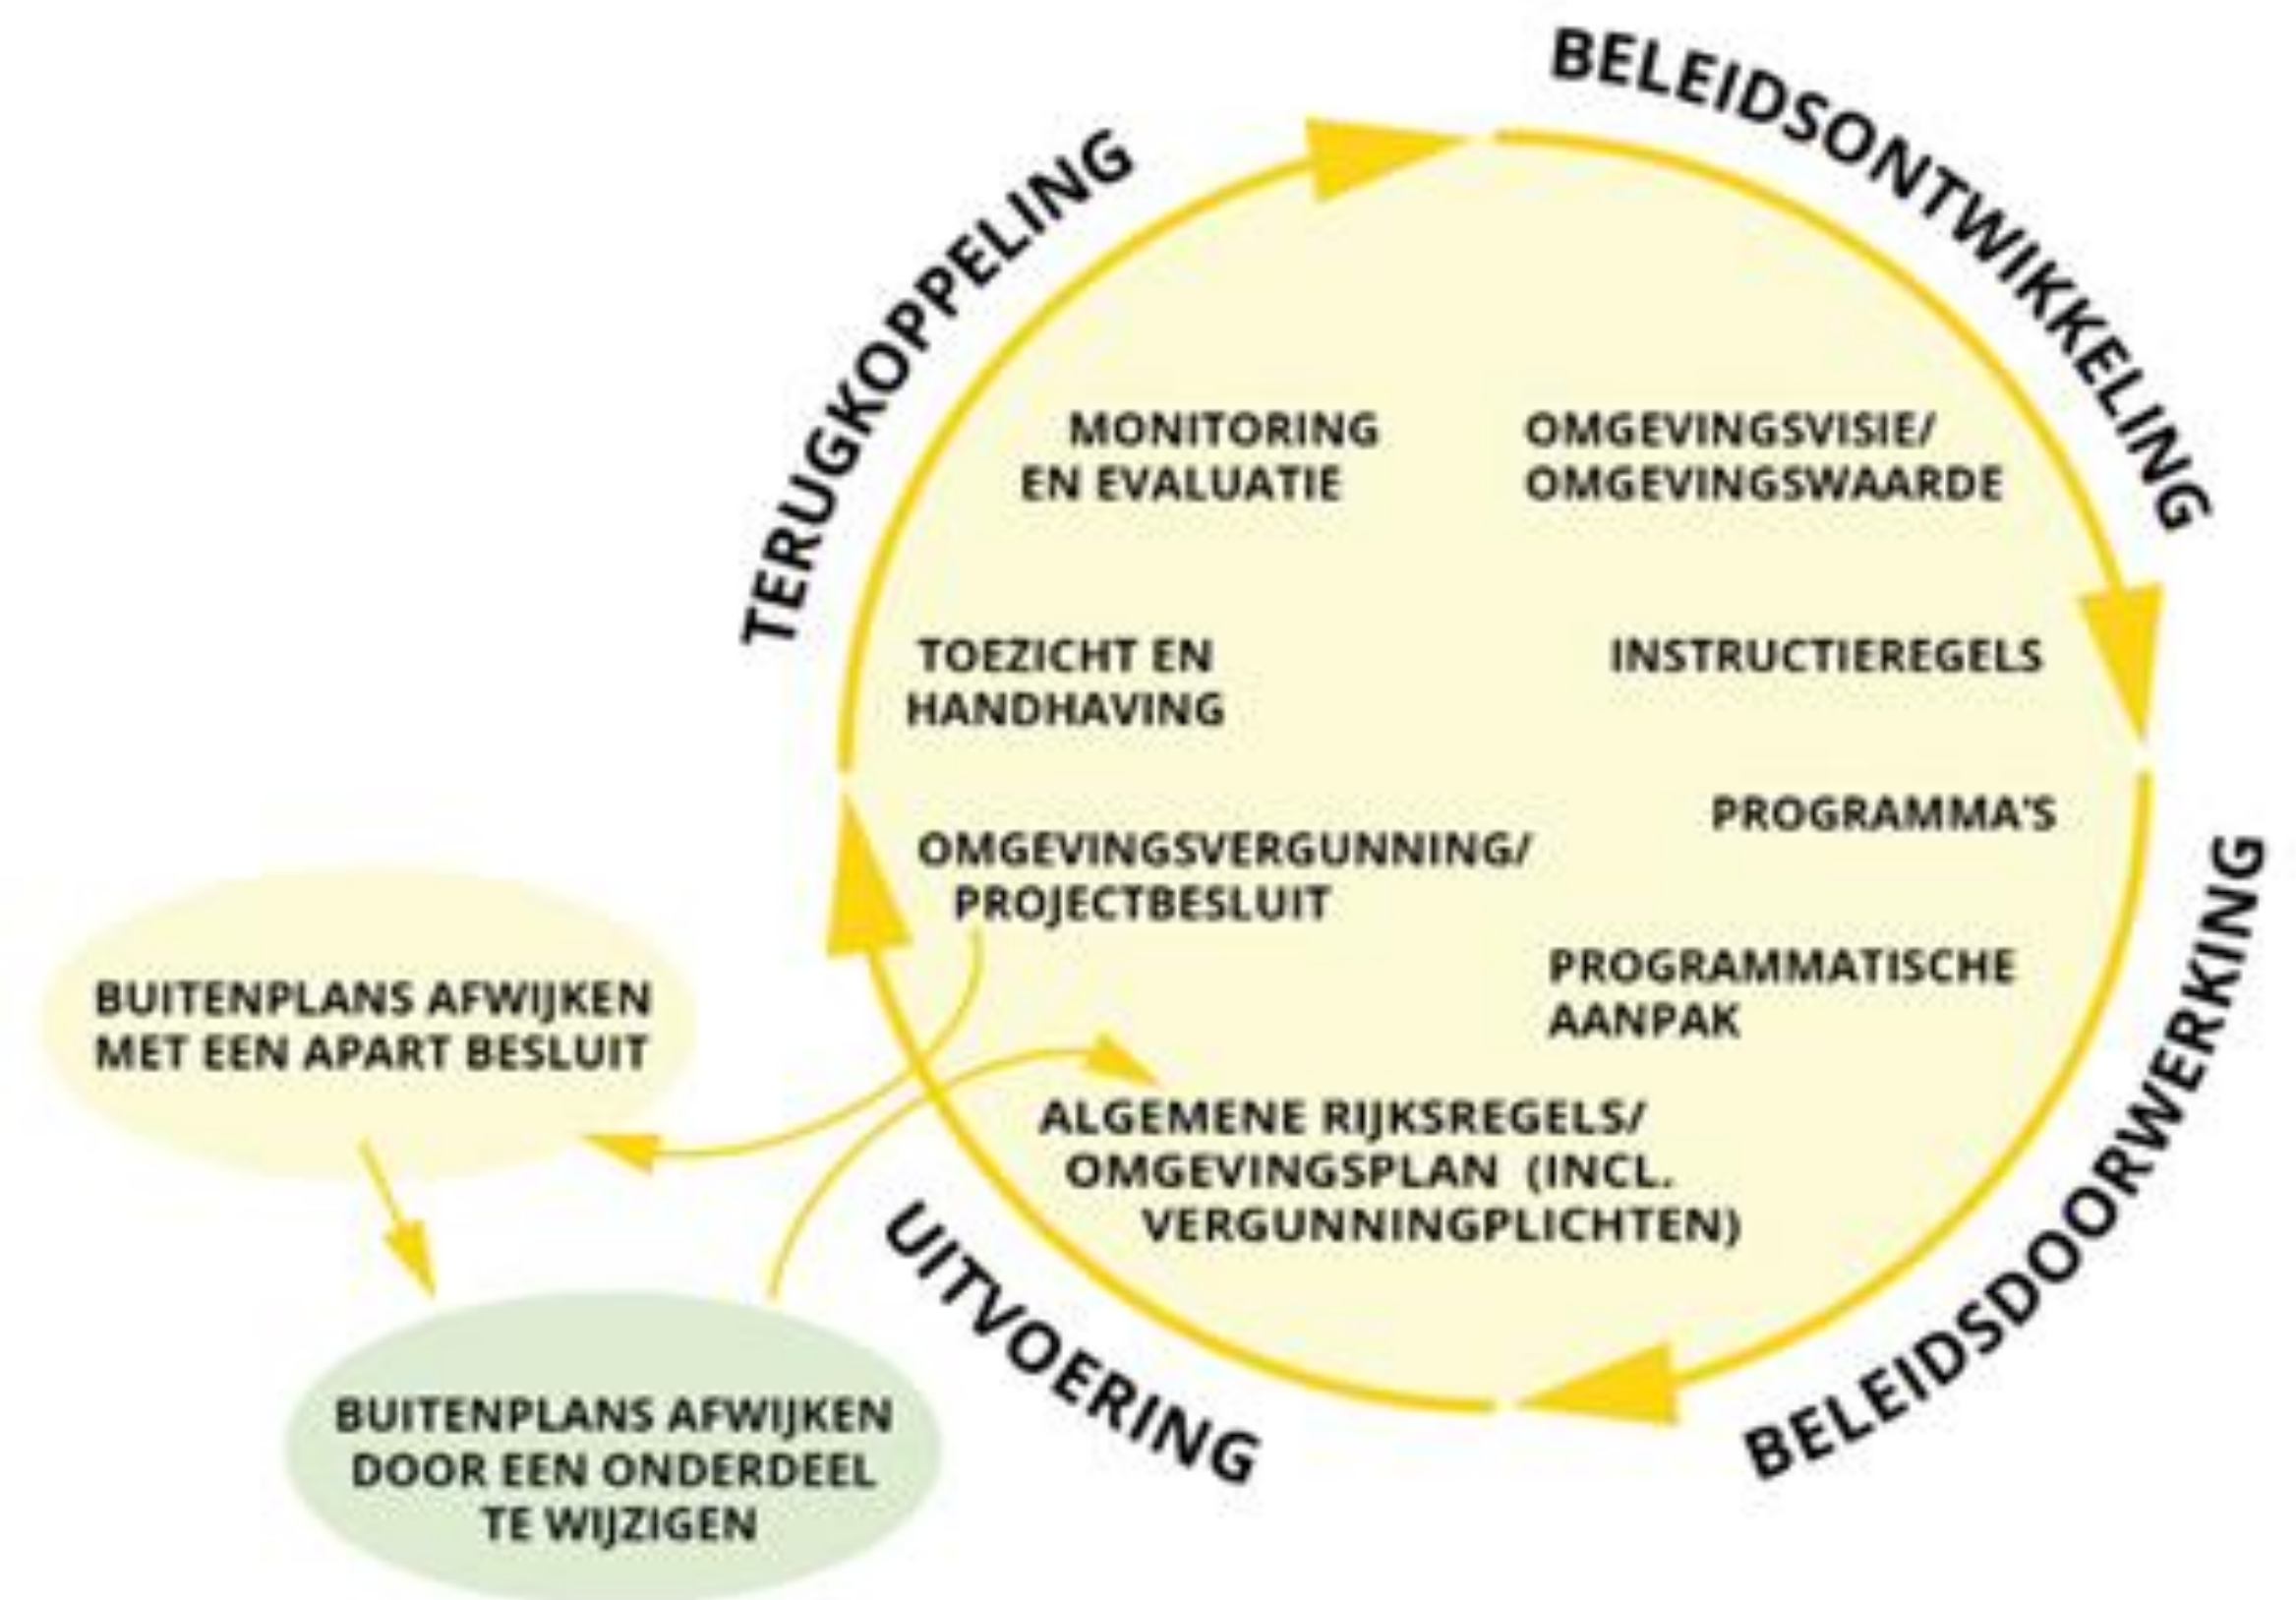 BELEIDSONTWIKKELING
TERUGKOPPELING
MONITORING
EN EVALUATIE
OMGEVINGSVISIE/
OMGEVINGSWAARDE
TOEZICHT EN
HANDHAVING
INSTRUCTIEREGELS
PROGRAMMA'S
OMGEVINGSVERGUNNING/
PROJECTBESLUIT
PROGRAMMATISCHE
AANPAK
BELEIDSDOORWERKING
BUITENPLANS AFWIJKEN
MET EEN APART BESLUIT
ALGEMENE RIJKSREGELS/
OMGEVINGSPLAN (INCL.
VERGUNNINGPLICHTEN)
UITVOERING
BUITENPLANS AFWIJKEN
DOOR EEN ONDERDEEL
TE WIJZIGEN